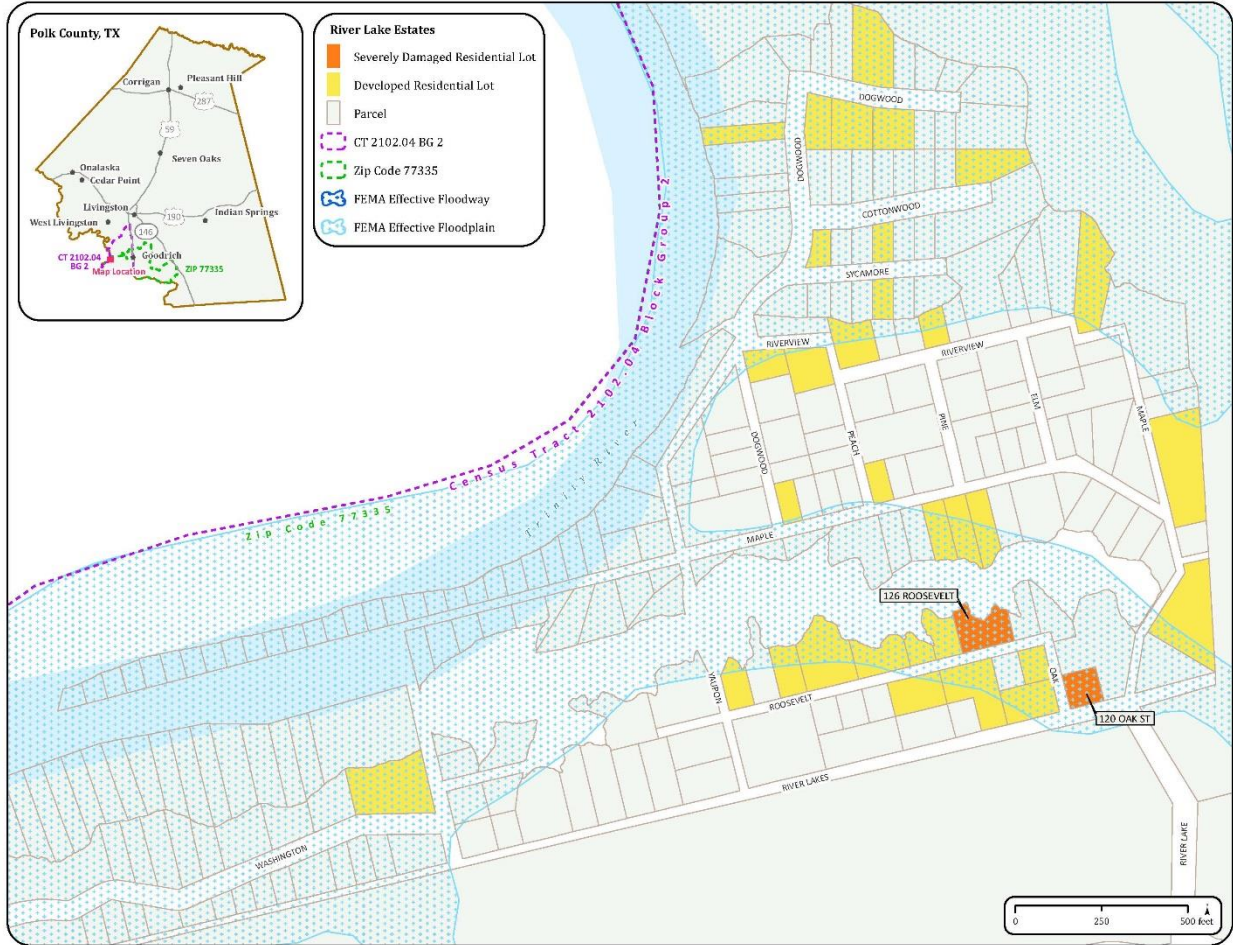 Polk County, TX
Corrigan
Pleasant Hill
287
59
Seven Oaks
Onalaska
Cedar Point
Livingston
West Livingston
190
Indian Springs
146
Goodrich
CT 2102.04
BG 2
Map Location
ZIP 77335
River Lake Estates
Severely Damaged Residential Lot
Developed Residential Lot
Parcel
CT 2102.04 BG 2
Zip Code 77335
FEMA Effective Floodway
FEMA Effective Floodplain
DOGWOOD
DOGWOOD
COTTONWOOD
SYCAMORE
RIVERVIEW
RIVERVIEW
Census Tract 2102.04 Block Group 2
Zip Code 77335
Trinity River
DOGWOOD
PEACH
PINE
ELM
MAPLE
MAPLE
126 ROOSEVELT
YAUPON
ROOSEVELT
OAK
120 OAK ST
RIVER LAKES
WASHINGTON
RIVER LAKE
0 250 500 feet